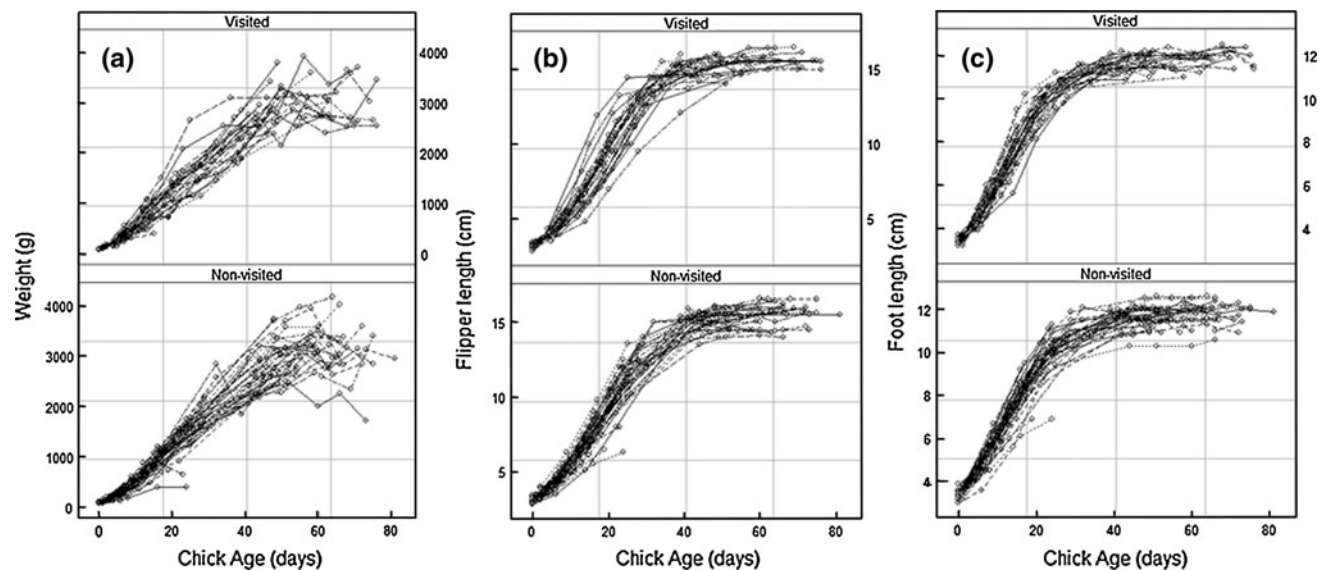 Visited
(a)
4000
3000
2000
1000
0
Non-visited
4000
3000
2000
1000
0
Weight (g)
0 20 40 60 80
Chick Age (days)
Visited
(b)
15
10
5
Non-visited
15
10
5
Flipper length (cm)
0 20 40 60 80
Chick Age (days)
Visited
(c)
12
10
8
6
4
Non-visited
12
10
8
6
4
Foot length (cm)
0 20 40 60 80
Chick Age (days)